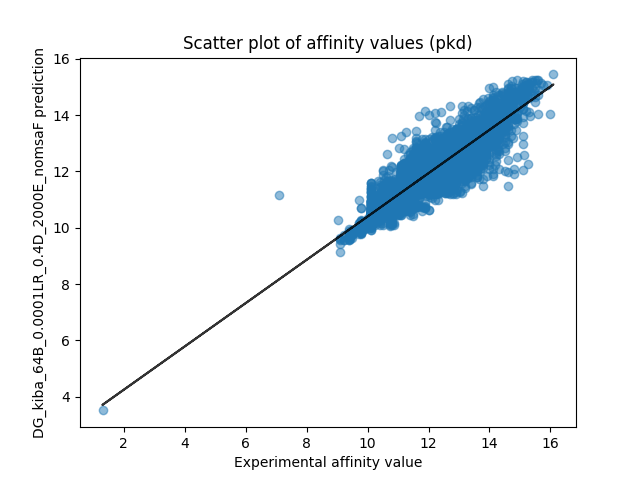 Scatter plot of affinity values (pkd)
DG_kiba_64B_0.0001LR_0.4D_2000E_nomsaF prediction
16
14
12
10
8
6
4
2 4 6 8 10 12 14 16
Experimental affinity value